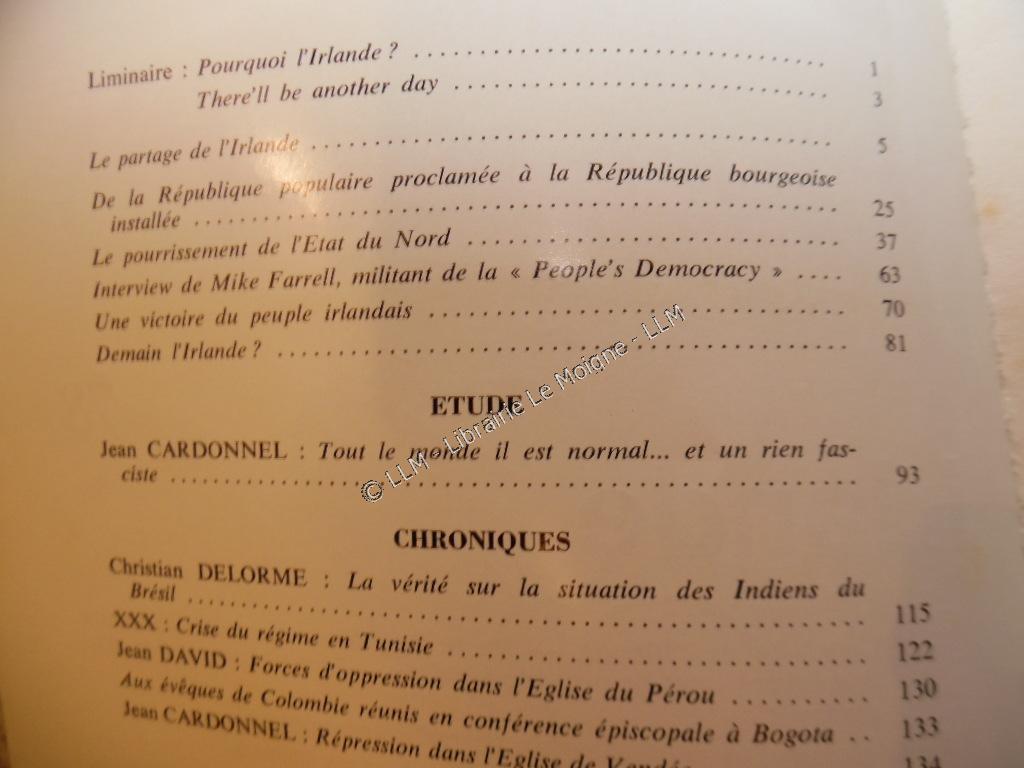 Liminaire : Pourquoi l'Irlande ? .............................. 1
There'll be another day .............................. 3
Le partage de l'Irlande .............................. 5
De la République populaire proclamée à la République bourgeoise
installée .............................. 25
Le pourrissement de l'Etat du Nord .............................. 37
Interview de Mike Farrell, militant de la « People's Democracy » .... 63
Une victoire du peuple irlandais .............................. 70
Demain l'Irlande ? .............................. 81
ETUDE
Jean CARDONNEL : Tout le monde il est normal... et un rien fas-
ciste .............................. 93
© LLM - Librairie Le Moigne - LLM
CHRONIQUES
Christian DELORME : La vérité sur la situation des Indiens du
Brésil .............................. 115
XXX : Crise du régime en Tunisie .............................. 122
Jean DAVID : Forces d'oppression dans l'Eglise du Pérou .......... 130
Aux évêques de Colombie réunis en conférence épiscopale à Bogota .. 133
Jean CARDONNEL : Répression dans l'Eglise de Vendée 134